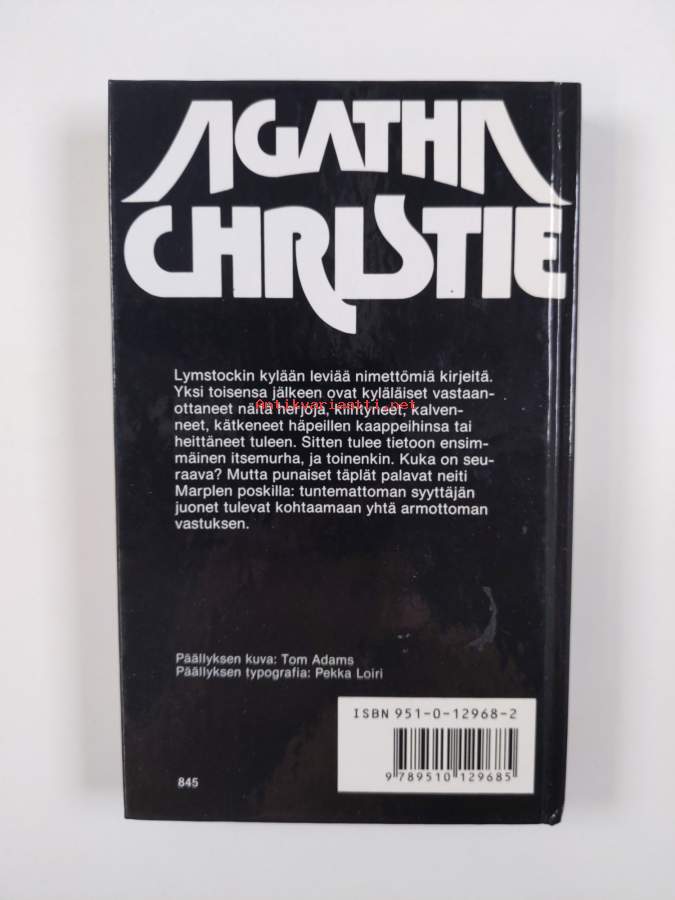 AGATHA
CHRISTIE
Lymstockin kylään leviää nimettömiä kirjeitä.
Yksi toisensa jälkeen ovat kyläläiset vastaan-
ottaneet näitä herjoja, kiihtyneet, kalven-
neet, kätkeneet häpeillen kaappeihinsa tai
heittäneet tuleen. Sitten tulee tietoon ensim-
mäinen itsemurha, ja toinenkin. Kuka on seu-
raava? Mutta punaiset täplät palavat neiti
Marplen poskilla: tuntemattoman syyttäjän
juonet tulevat kohtaamaan yhtä armottoman
vastuksen.
Antikvariaatti.net
Päällyksen kuva: Tom Adams
Päällyksen typografia: Pekka Loiri
ISBN 951-0-12968-2
9 789510 129685
845